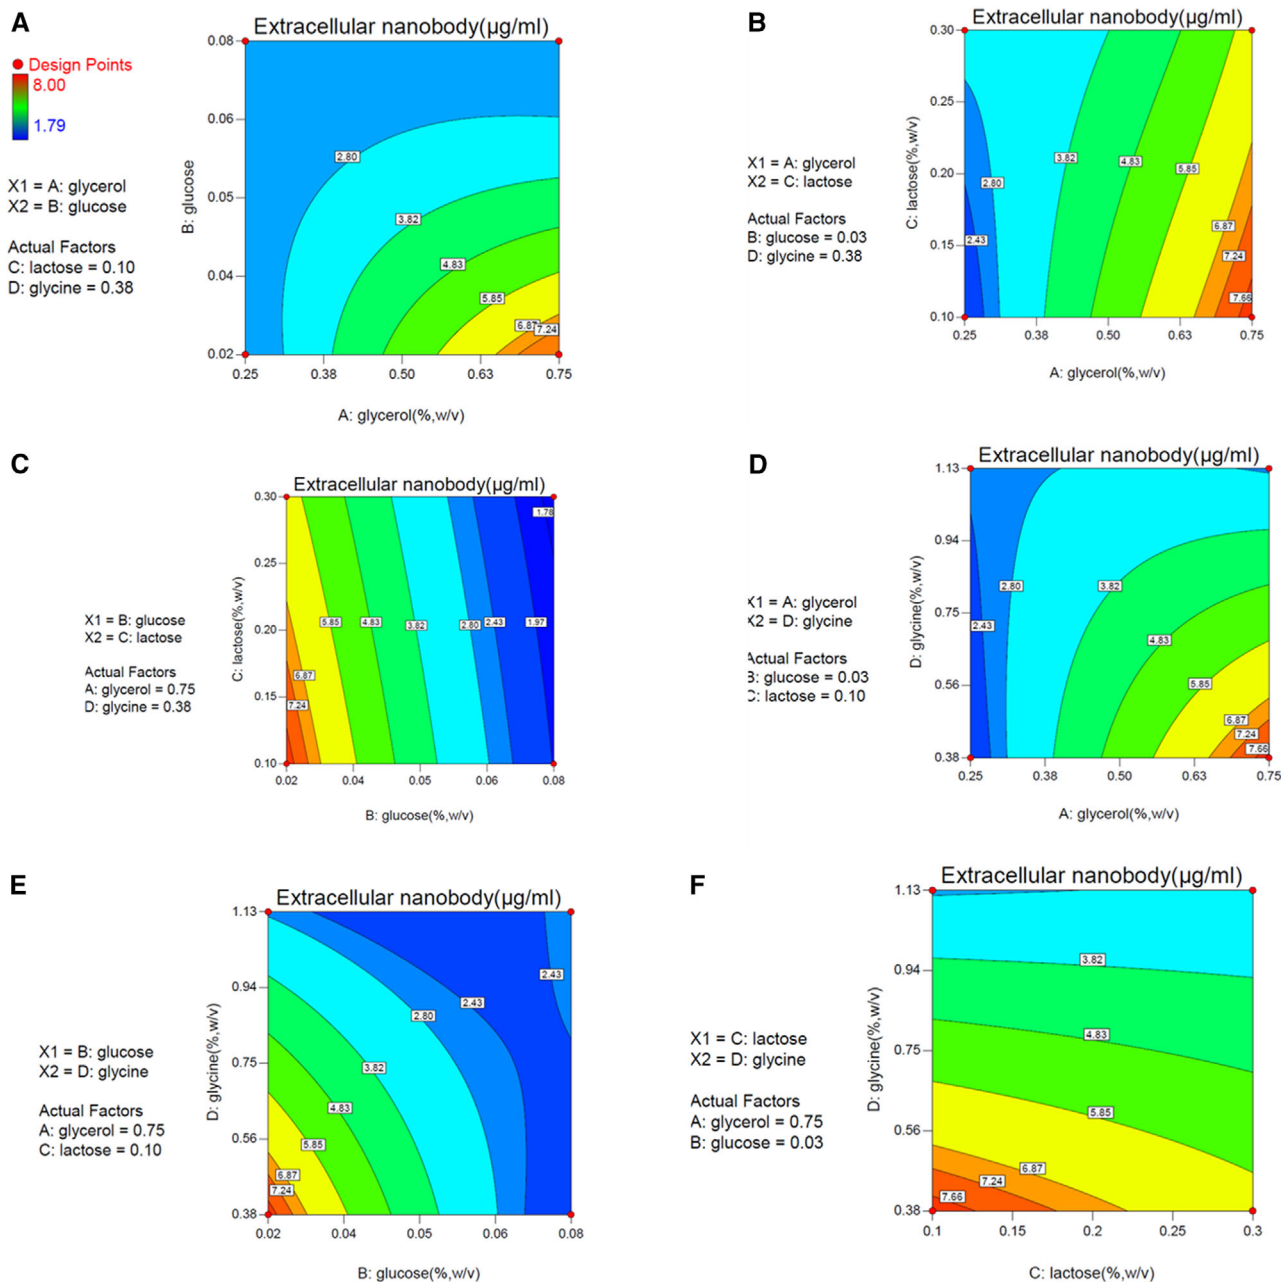 A
Extracellular nanobody(µg/ml)
Design Points
8.00
1.79
X1 = A: glycerol
X2 = B: glucose
Actual Factors
C: lactose = 0.10
D: glycine = 0.38
B: glucose
0.08
0.06
0.05
0.04
0.02
2.80
3.82
4.83
5.85
6.87
7.24
0.25 0.38 0.50 0.63 0.75
A: glycerol(%,w/v)
B
Extracellular nanobody(µg/ml)
X1 = A: glycerol
X2 = C: lactose
Actual Factors
B: glucose = 0.03
D: glycine = 0.38
C: lactose(%,w/v)
0.30
0.25
0.20
0.15
0.10
2.80
2.43
3.82
4.83
5.85
6.87
7.24
7.66
0.25 0.38 0.50 0.63 0.75
A: glycerol(%,w/v)
C
Extracellular nanobody(µg/ml)
X1 = B: glucose
X2 = C: lactose
Actual Factors
A: glycerol = 0.75
D: glycine = 0.38
C: lactose(%,w/v)
0.30
0.25
0.20
0.15
0.10
1.78
5.85
4.83
3.82
2.80
2.43
1.97
6.87
7.24
0.02 0.04 0.05 0.06 0.08
B: glucose(%,w/v)
D
Extracellular nanobody(µg/ml)
X1 = A: glycerol
X2 = D: glycine
Actual Factors
B: glucose = 0.03
C: lactose = 0.10
D: glycine(%,w/v)
1.13
0.94
0.75
0.56
0.38
2.80
3.82
2.43
4.83
5.85
6.87
7.24
7.66
0.25 0.38 0.50 0.63 0.75
A: glycerol(%,w/v)
E
Extracellular nanobody(µg/ml)
X1 = B: glucose
X2 = D: glycine
Actual Factors
A: glycerol = 0.75
C: lactose = 0.10
D: glycine(%,w/v)
1.13
0.94
0.75
0.56
0.38
2.43
2.43
2.80
3.82
4.83
5.85
6.87
7.24
0.02 0.04 0.05 0.06 0.08
B: glucose(%,w/v)
F
Extracellular nanobody(µg/ml)
X1 = C: lactose
X2 = D: glycine
Actual Factors
A: glycerol = 0.75
B: glucose = 0.03
D: glycine(%,w/v)
1.13
0.94
0.75
0.56
0.38
3.82
4.83
5.85
6.87
7.24
7.66
0.1 0.15 0.2 0.25 0.3
C: lactose(%,w/v)